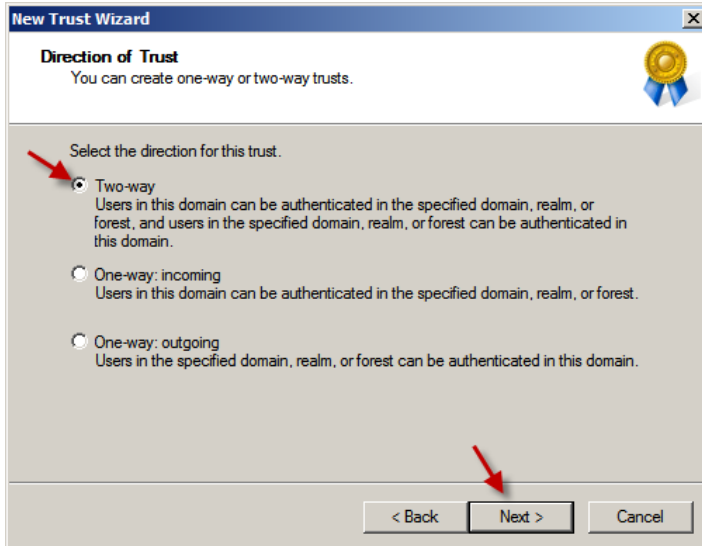 New Trust Wizard
Direction of Trust
You can create one-way or two-way trusts.
Select the direction for this trust.
Two-way
Users in this domain can be authenticated in the specified domain, realm, or
forest, and users in the specified domain, realm, or forest can be authenticated in
this domain.
One-way: incoming
Users in this domain can be authenticated in the specified domain, realm, or forest.
One-way: outgoing
Users in the specified domain, realm, or forest can be authenticated in this domain.
< Back Next > Cancel